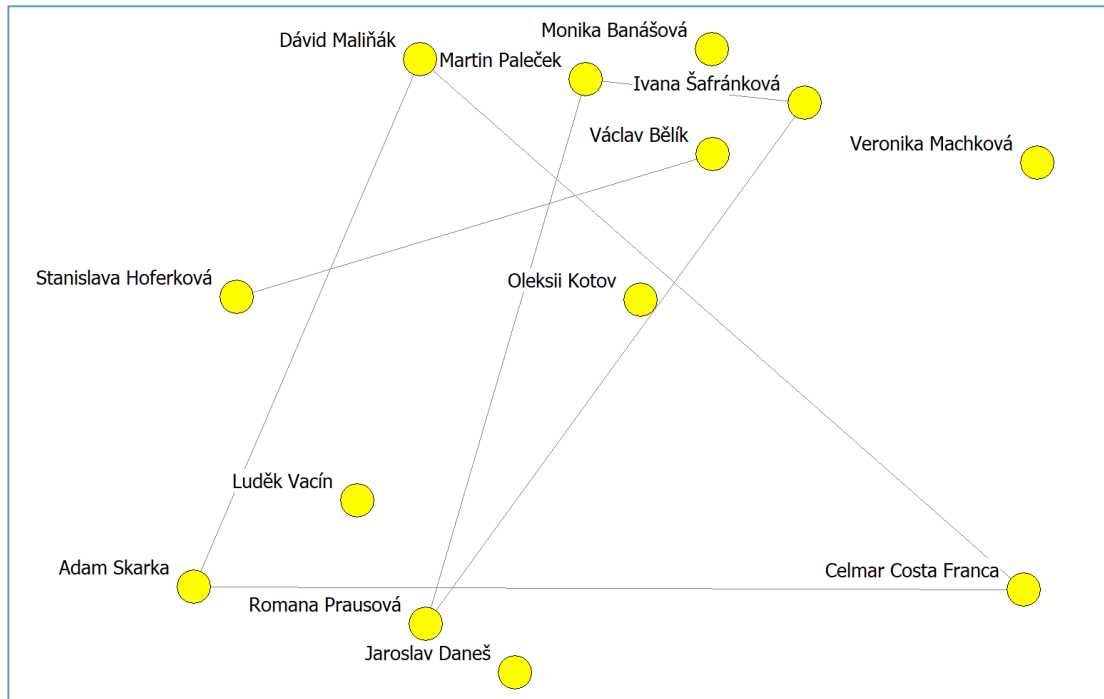 Monika Banášová
Dávid Maliňák
Martin Paleček
Ivana Šafránková
Václav Bělík
Veronika Machková
Stanislava Hoferková
Oleksii Kotov
Luděk Vacín
Adam Skarka
Celmar Costa Franca
Romana Prausová
Jaroslav Daneš